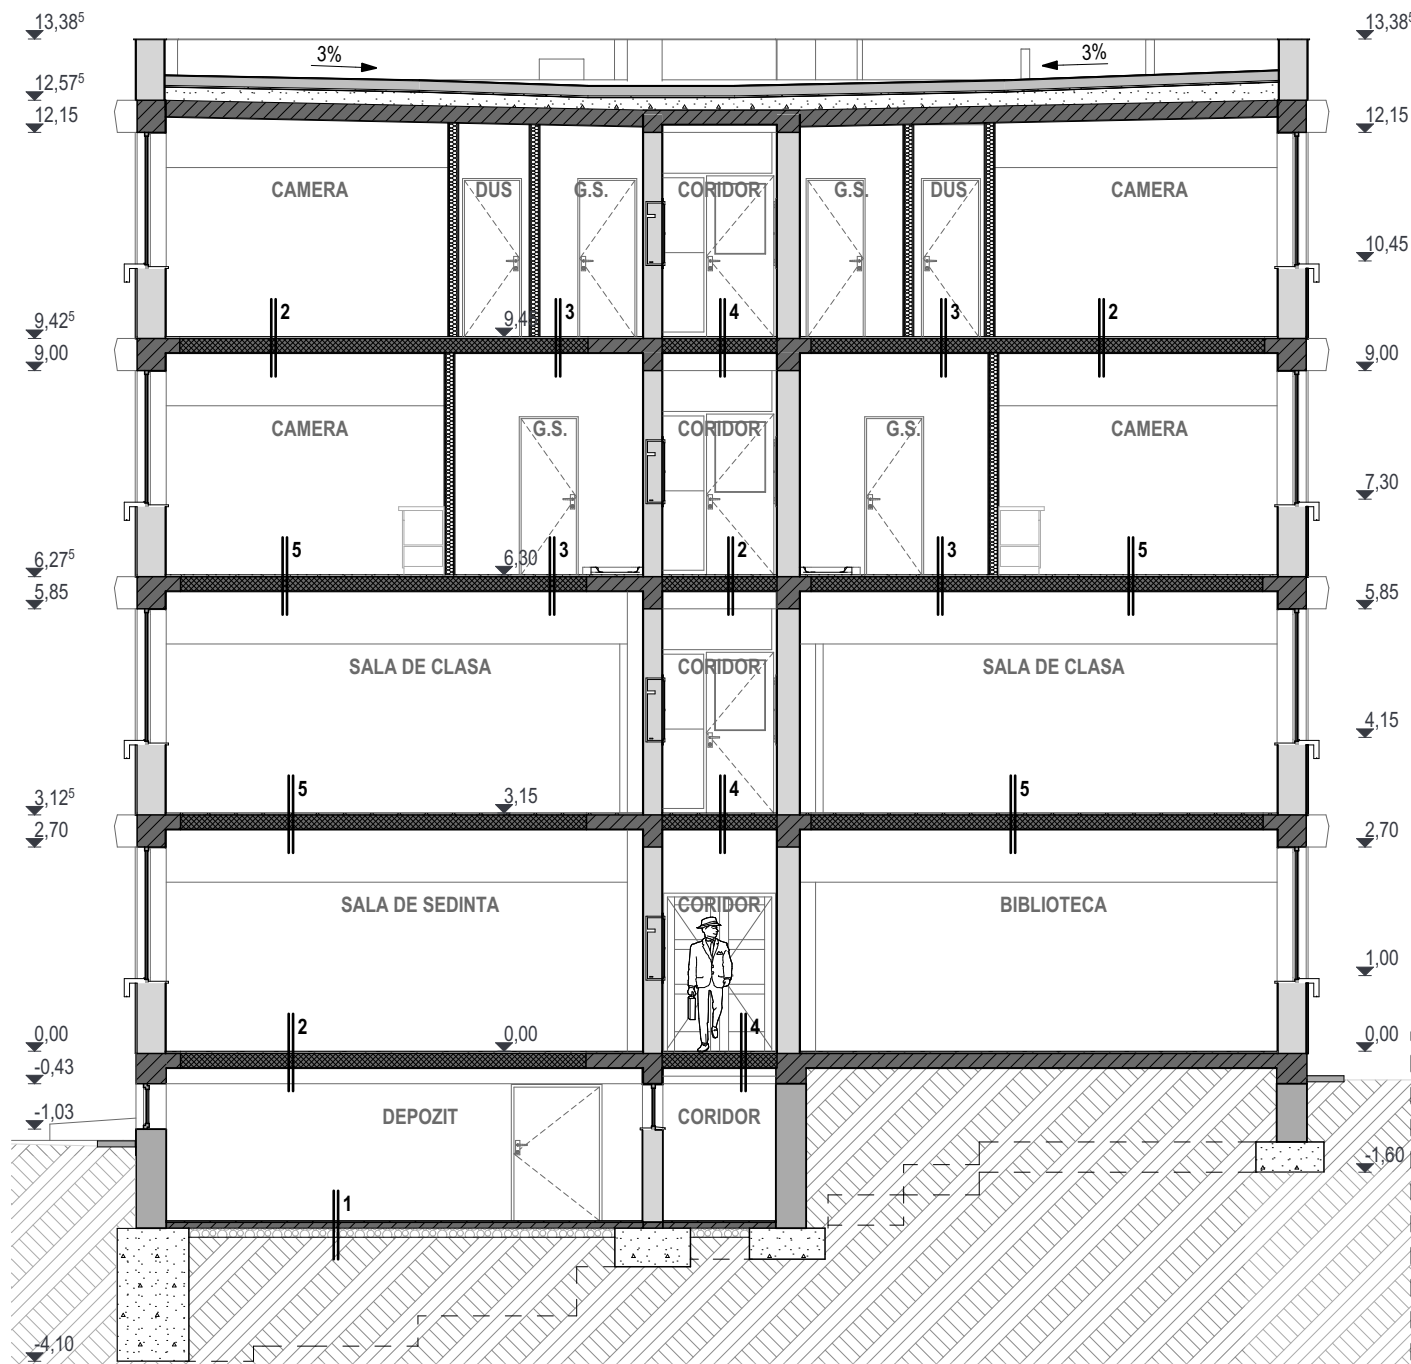 13,38⁵ 13,38⁵
3% 3%
12,57⁵
12,15 12,15
CAMERA DUS G.S. CORIDOR G.S. DUS CAMERA
10,45
2 3 4 3 2
9,42⁵
9,00 9,00
CAMERA G.S. CORIDOR G.S. CAMERA
7,30
5 3 6,30 2 3 5
6,27⁵
5,85 5,85
SALA DE CLASA CORIDOR SALA DE CLASA
4,15
5 3,15 4 5
3,12⁵
2,70 2,70
SALA DE SEDINTA CORIDOR BIBLIOTECA
1,00
0,00 2 0,00 4 0,00
-0,43
-1,03 DEPOZIT CORIDOR
-1,60
1
-4,10